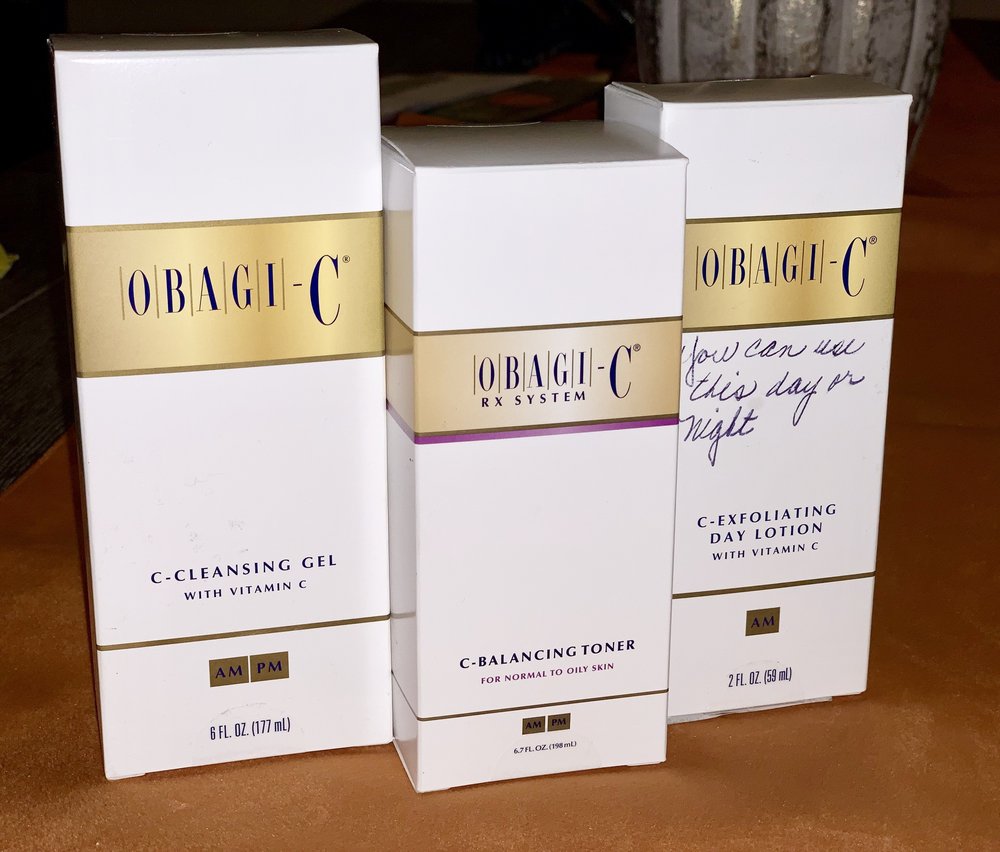 OBAGI-C®
C-CLEANSING GEL
WITH VITAMIN C
AM PM
6 FL. OZ. (177 mL)
OBAGI-C®
RX SYSTEM
C-BALANCING TONER
FOR NORMAL TO OILY SKIN
AM PM
6.7 FL. OZ. (198 mL)
OBAGI-C®
You can use
this day or
night
C-EXFOLIATING
DAY LOTION
WITH VITAMIN C
AM
2 FL. OZ. (59 mL)